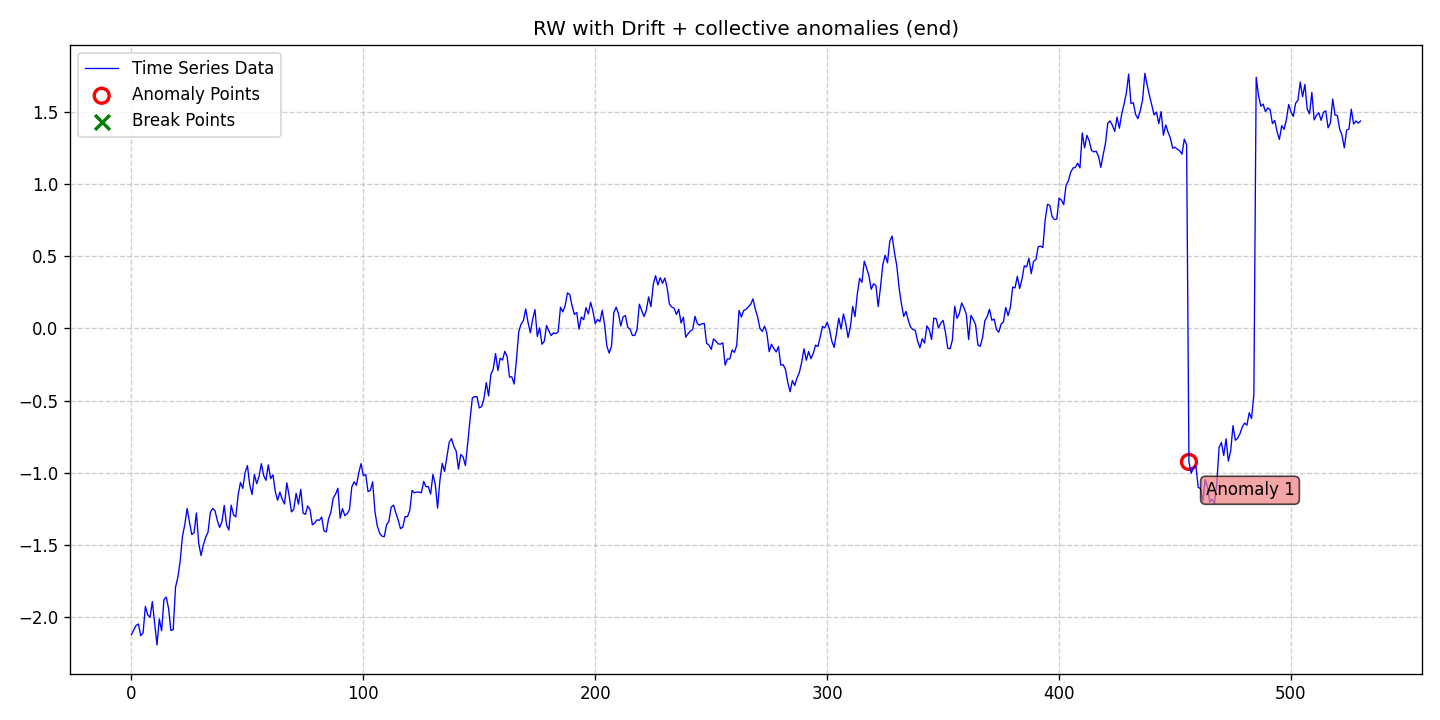 RW with Drift + collective anomalies (end)
Time Series Data
Anomaly Points
Break Points
1.5
1.0
0.5
0.0
−0.5
−1.0
−1.5
−2.0
Anomaly 1
0 100 200 300 400 500